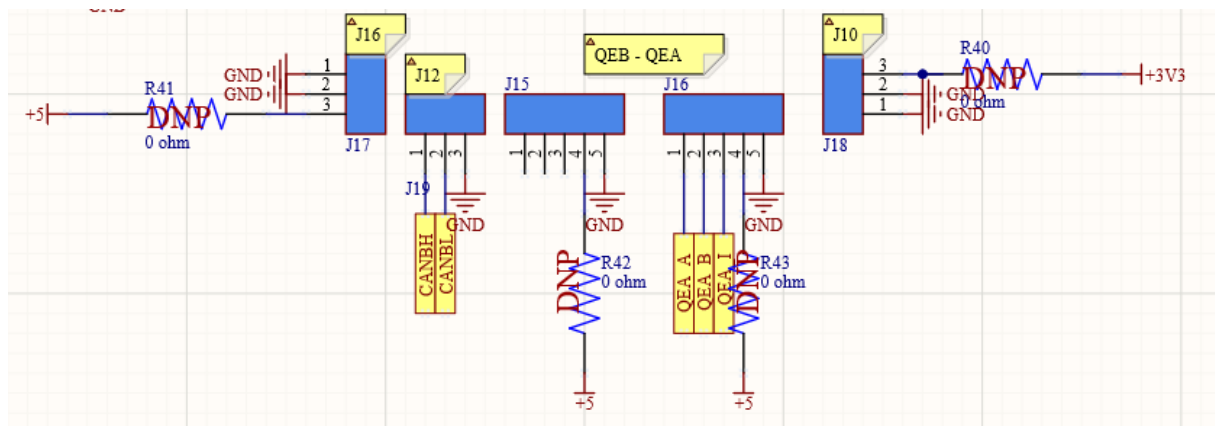 GND
J16
J10
J12
QEB - QEA
R40
GND
1
J15
J16
3
DNP
+3V3
R41
GND
2
2
GND
0 ohm
+5
DNP
3
1
GND
0 ohm
J17
1
2
3
1
2
3
4
5
1
2
3
4
5
J18
J19
GND
GND
GND
CANBH
CANBL
DNP
R42
0 ohm
QEA A
QEA B
QEA I
DNP
R43
0 ohm
+5
+5